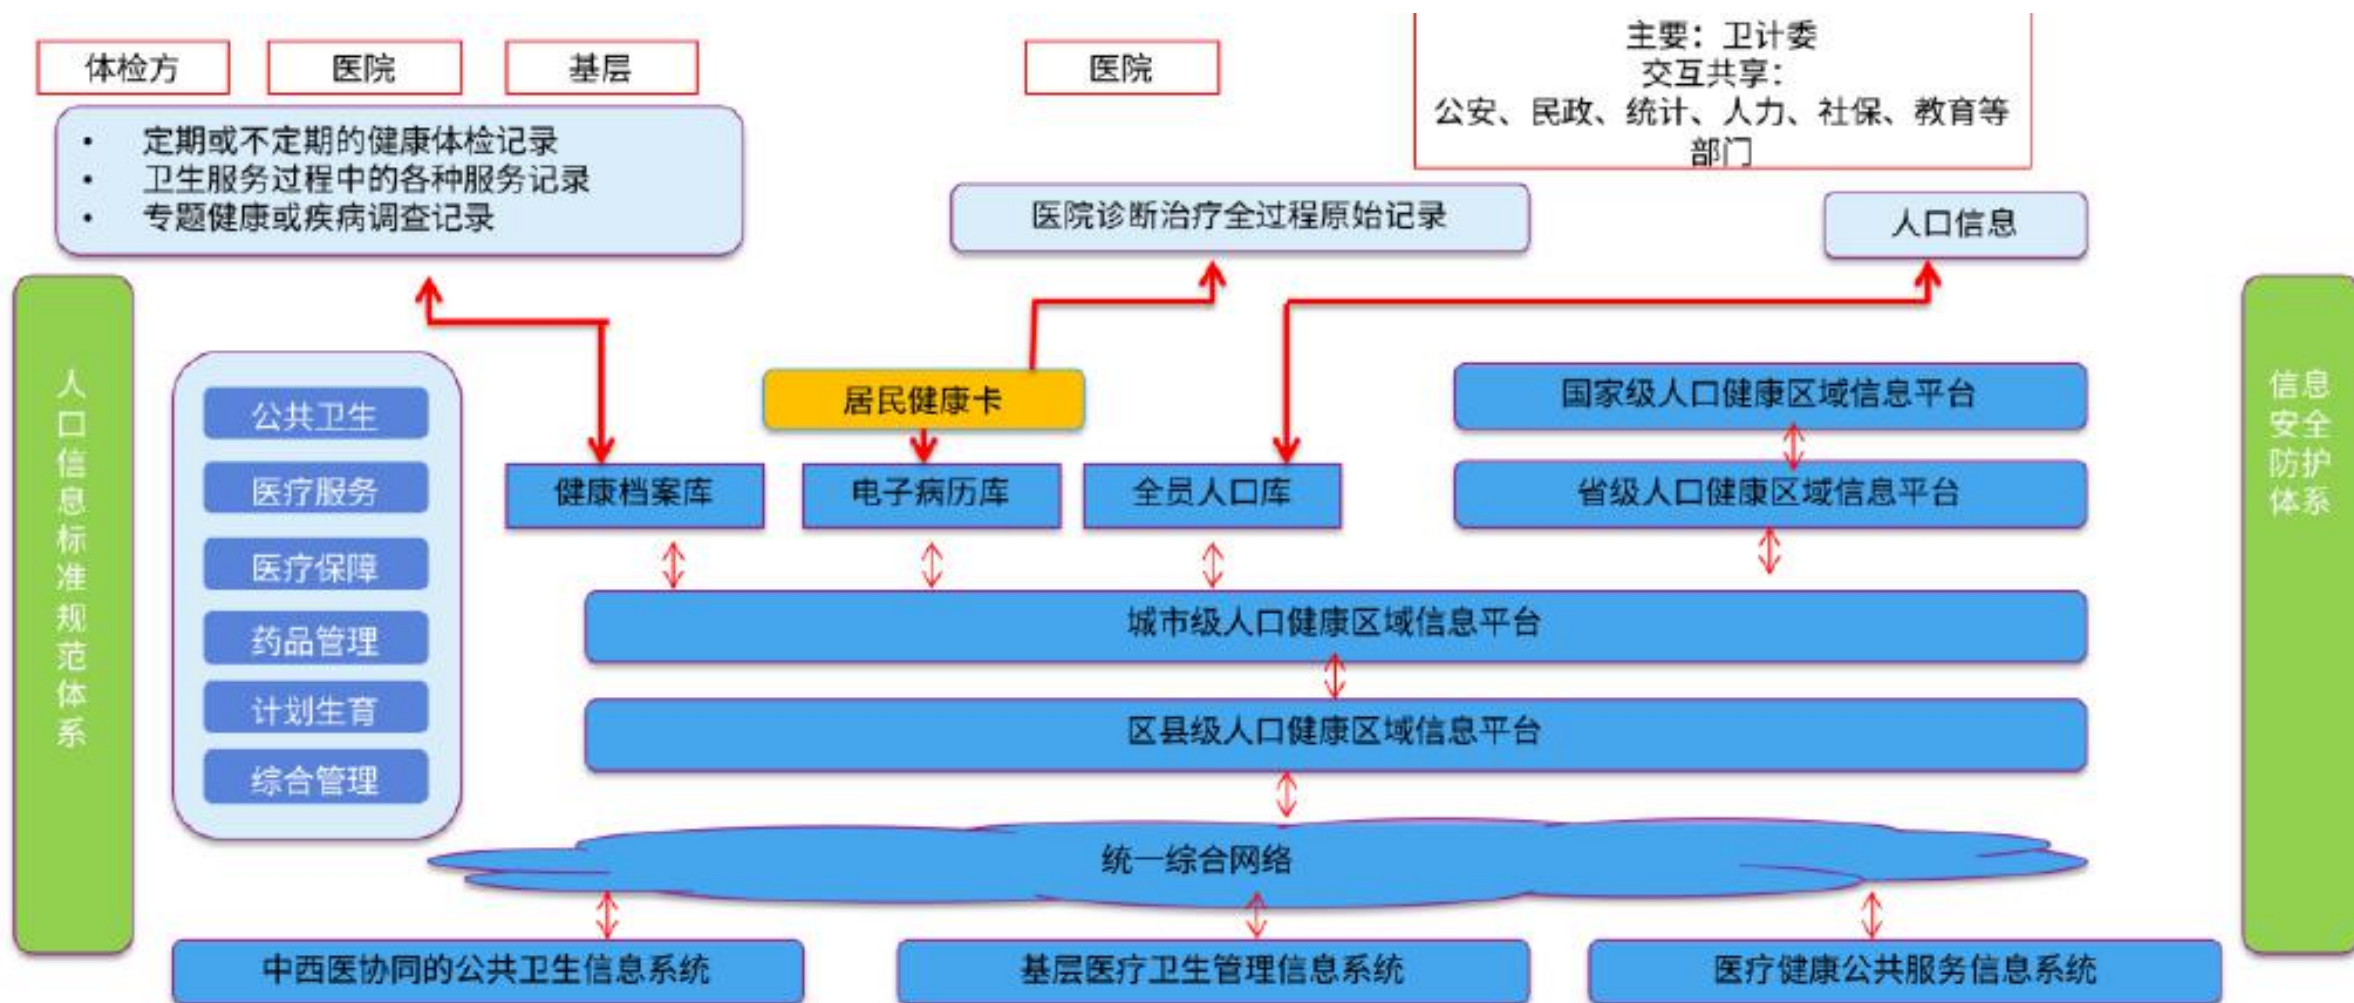 体检方
医院
基层
医院
主要：卫计委
交互共享：
公安、民政、统计、人力、社保、教育等
部门
• 定期或不定期的健康体检记录
• 卫生服务过程中的各种服务记录
• 专题健康或疾病调查记录
医院诊断治疗全过程原始记录
人口信息
人口信息标准规范体系
公共卫生
医疗服务
医疗保障
药品管理
计划生育
综合管理
居民健康卡
健康档案库
电子病历库
全员人口库
国家级人口健康区域信息平台
省级人口健康区域信息平台
城市级人口健康区域信息平台
区县级人口健康区域信息平台
统一综合网络
中西医协同的公共卫生信息系统
基层医疗卫生管理信息系统
医疗健康公共服务信息系统
信息
安全
防护
体系